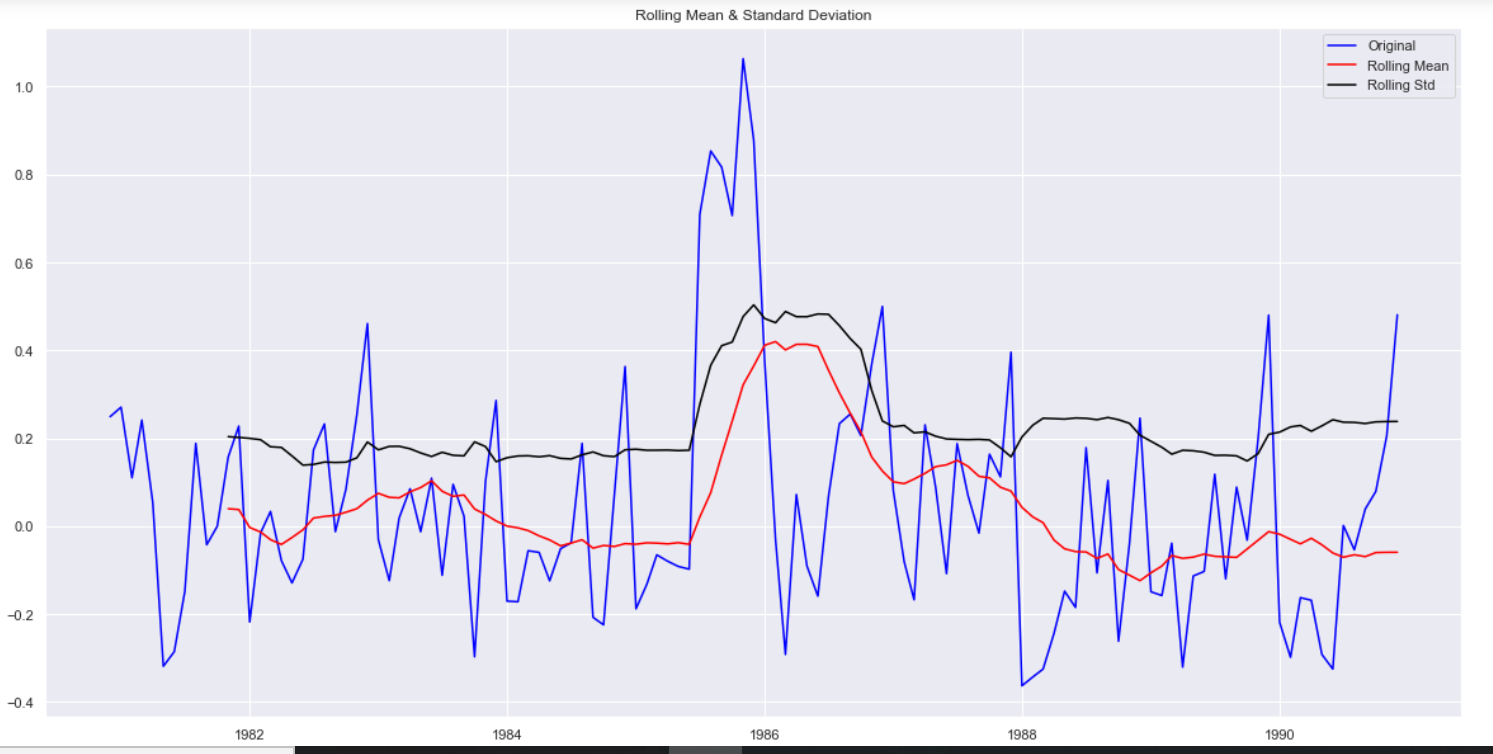 Rolling Mean & Standard Deviation
Original
Rolling Mean
Rolling Std
1.0
0.8
0.6
0.4
0.2
0.0
−0.2
−0.4
1982 1984 1986 1988 1990